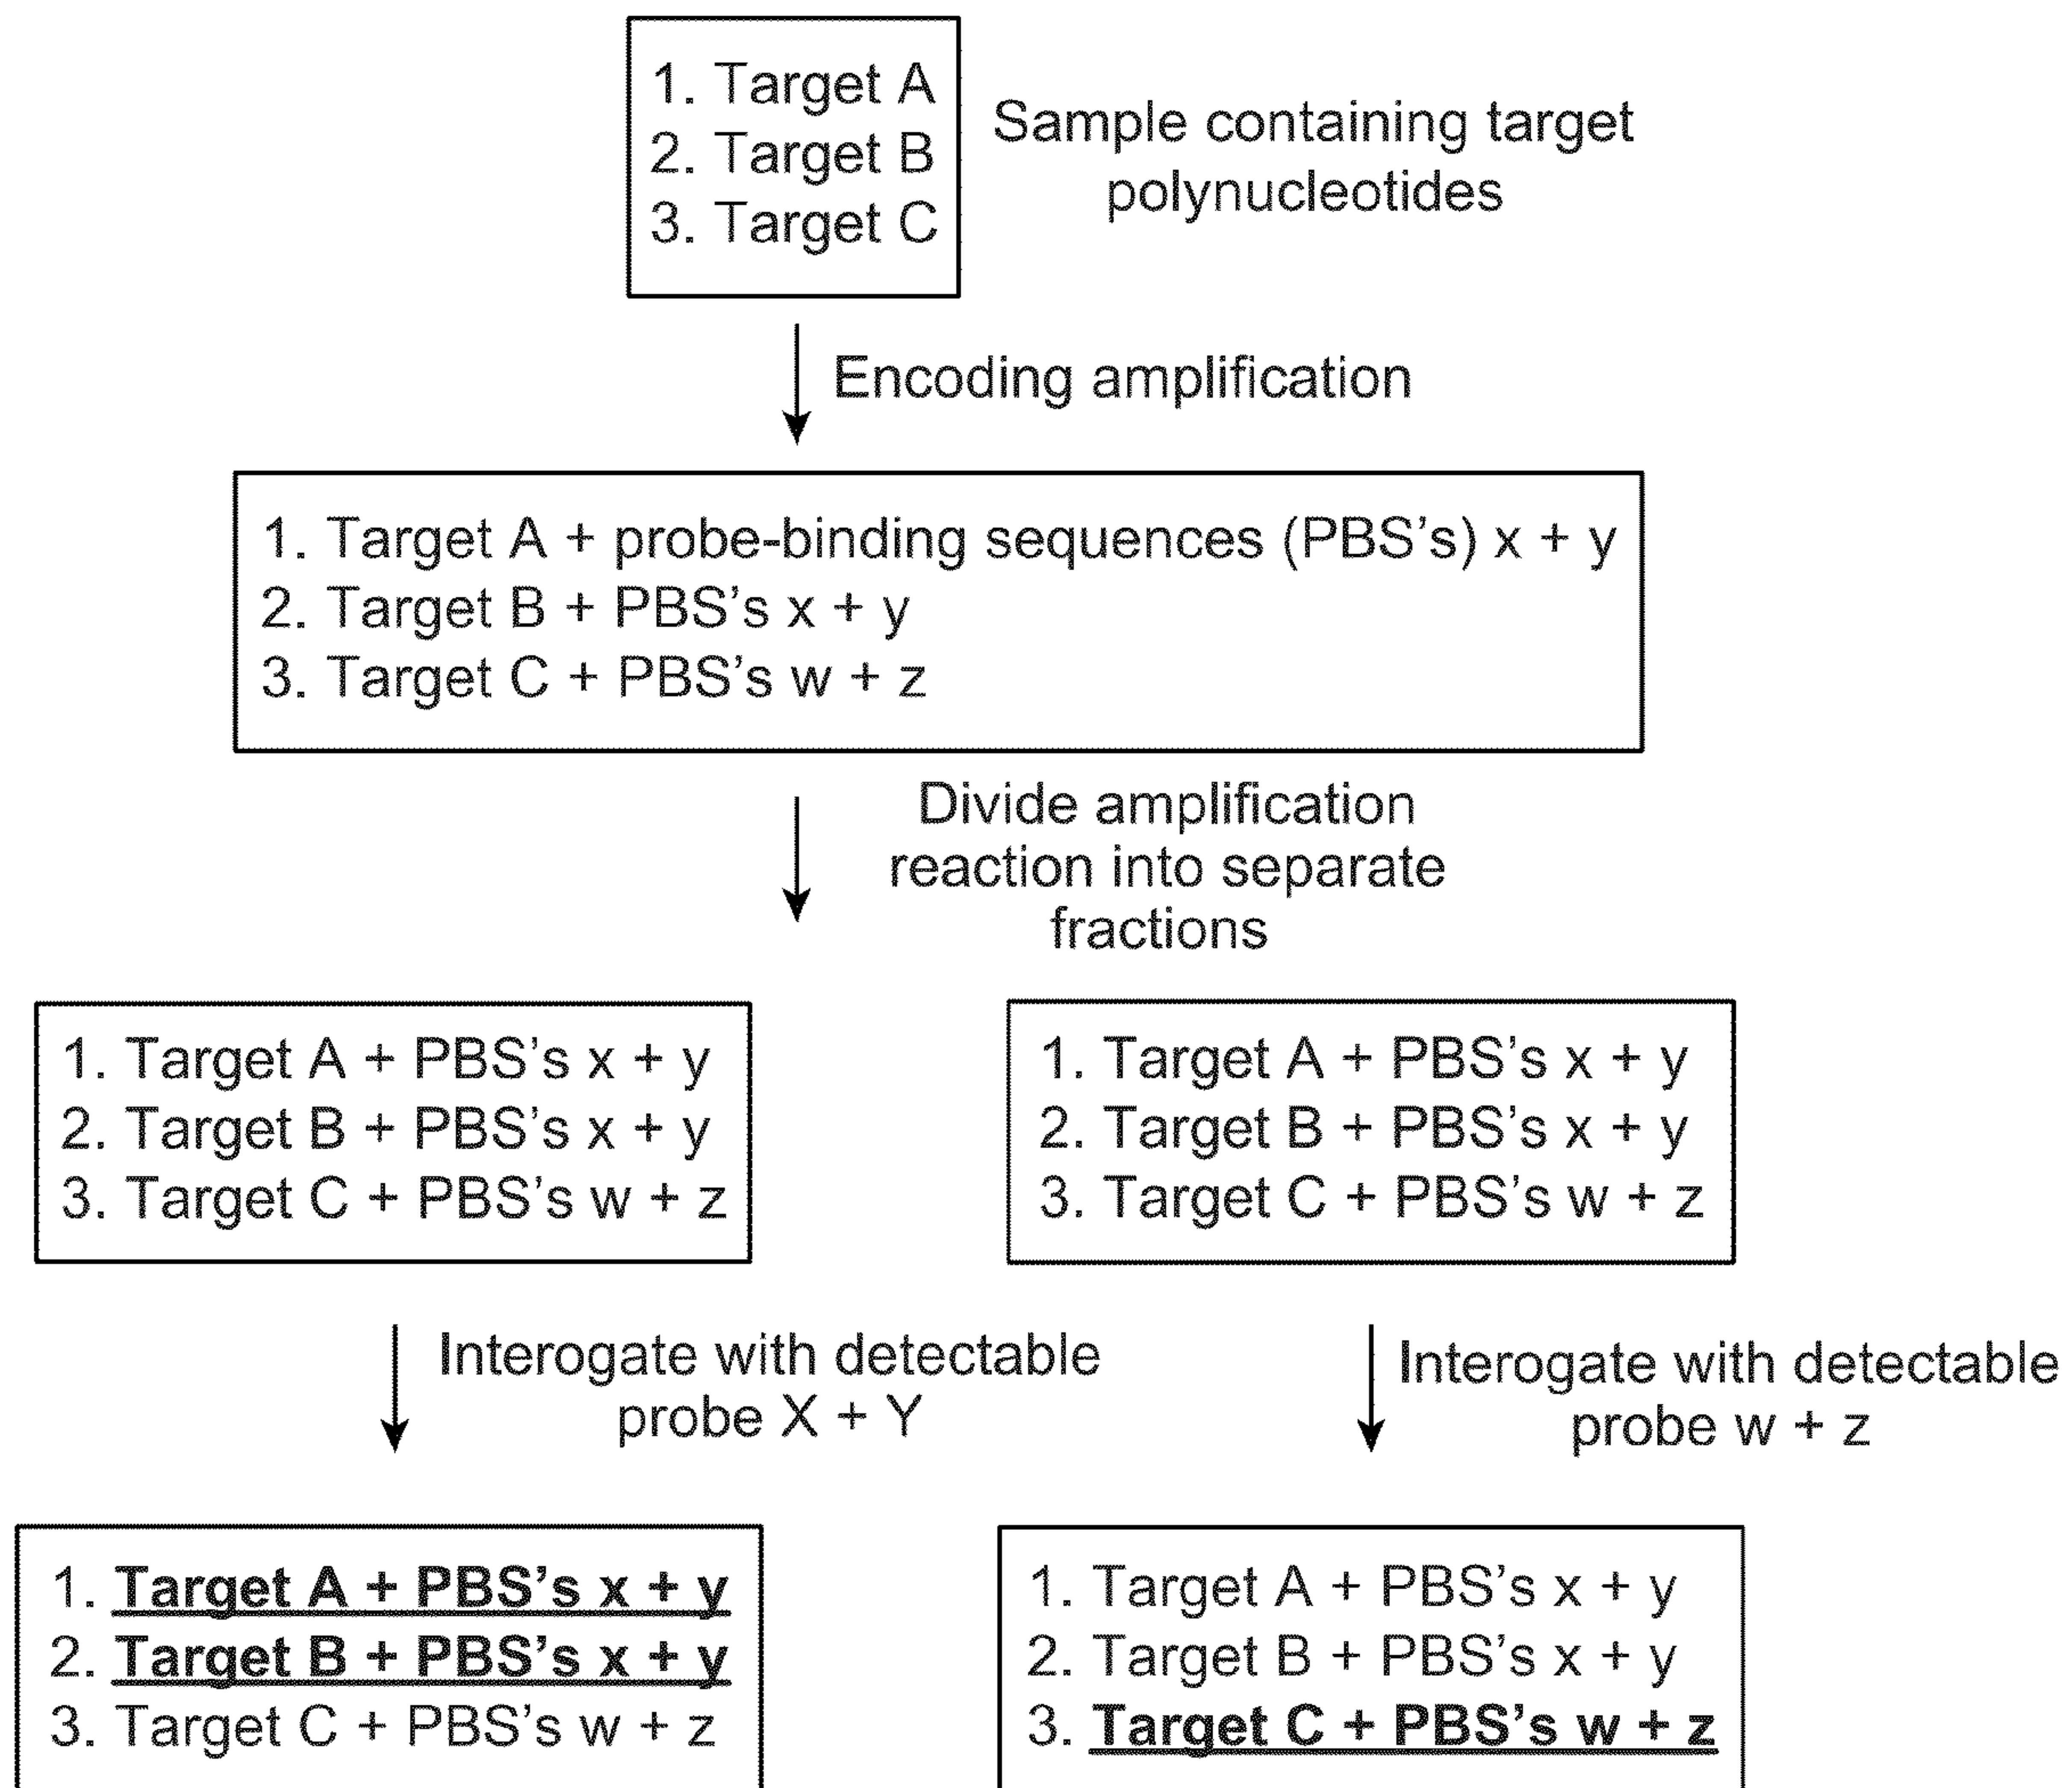 1. Target A
2. Target B
3. Target C
Sample containing target
polynucleotides
Encoding amplification
1. Target A + probe-binding sequences (PBS's) x + y
2. Target B + PBS's x + y
3. Target C + PBS's w + z
Divide amplification
reaction into separate
fractions
1. Target A + PBS's x + y
2. Target B + PBS's x + y
3. Target C + PBS's w + z
1. Target A + PBS's x + y
2. Target B + PBS's x + y
3. Target C + PBS's w + z
Interogate with detectable
probe X + Y
Interogate with detectable
probe w + z
1. Target A + PBS's x + y
2. Target B + PBS's x + y
3. Target C + PBS's w + z
1. Target A + PBS's x + y
2. Target B + PBS's x + y
3. Target C + PBS's w + z